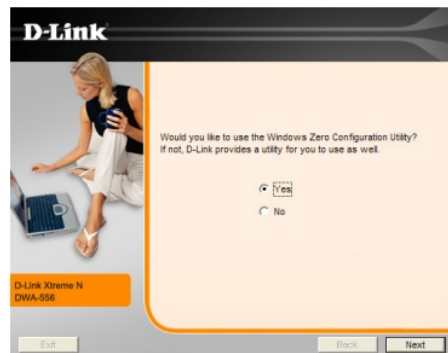 D-Link
Would you like to use the Windows Zero Configuration Utility?
If not, D-Link provides a utility for you to use as well.
Yes
No
D-Link Xtreme N
DWA-556
Exit
Back
Next